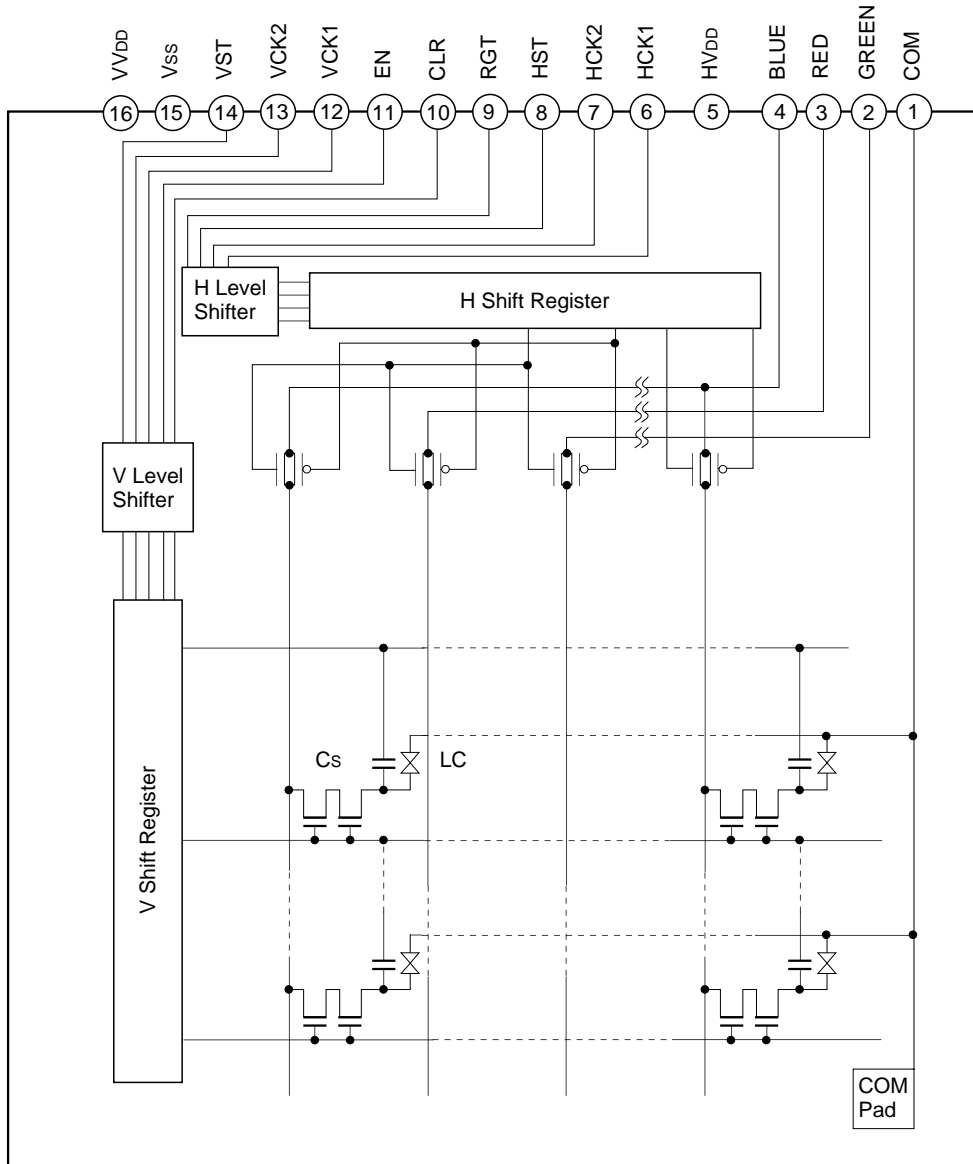 VVDD
VSS
VST
VCK2
VCK1
EN
CLR
RGT
HST
HCK2
HCK1
HVDD
BLUE
RED
GREEN
COM
16
15
14
13
12
11
10
9
8
7
6
5
4
3
2
1
H Level
Shifter
H Shift Register
V Level
Shifter
V Shift Register
Cs
LC
COM
Pad